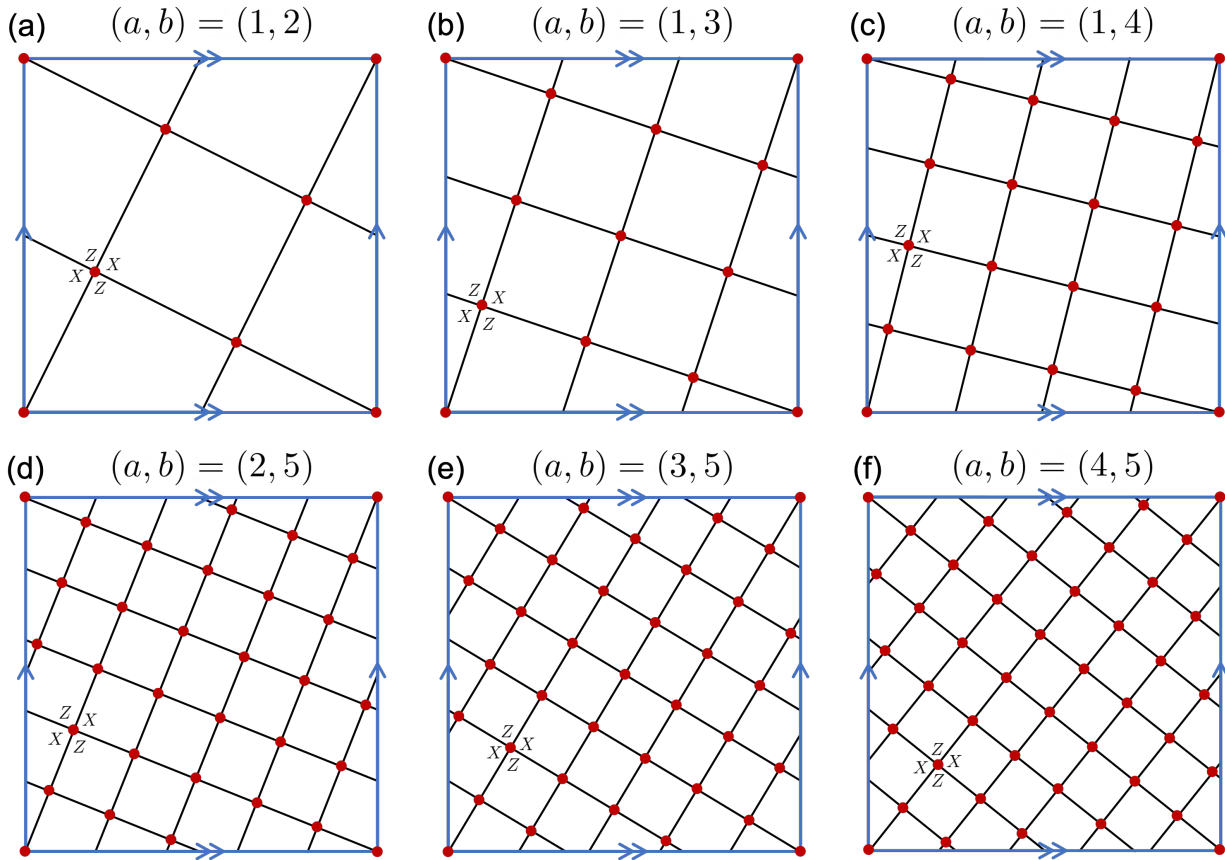 (a) (a, b) = (1, 2)
(b) (a, b) = (1, 3)
(c) (a, b) = (1, 4)
Z
X X
Z
Z
X X
Z
Z
X X
Z
(d) (a, b) = (2, 5)
(e) (a, b) = (3, 5)
(f) (a, b) = (4, 5)
Z
X X
Z
Z
X X
Z
Z
X X
Z